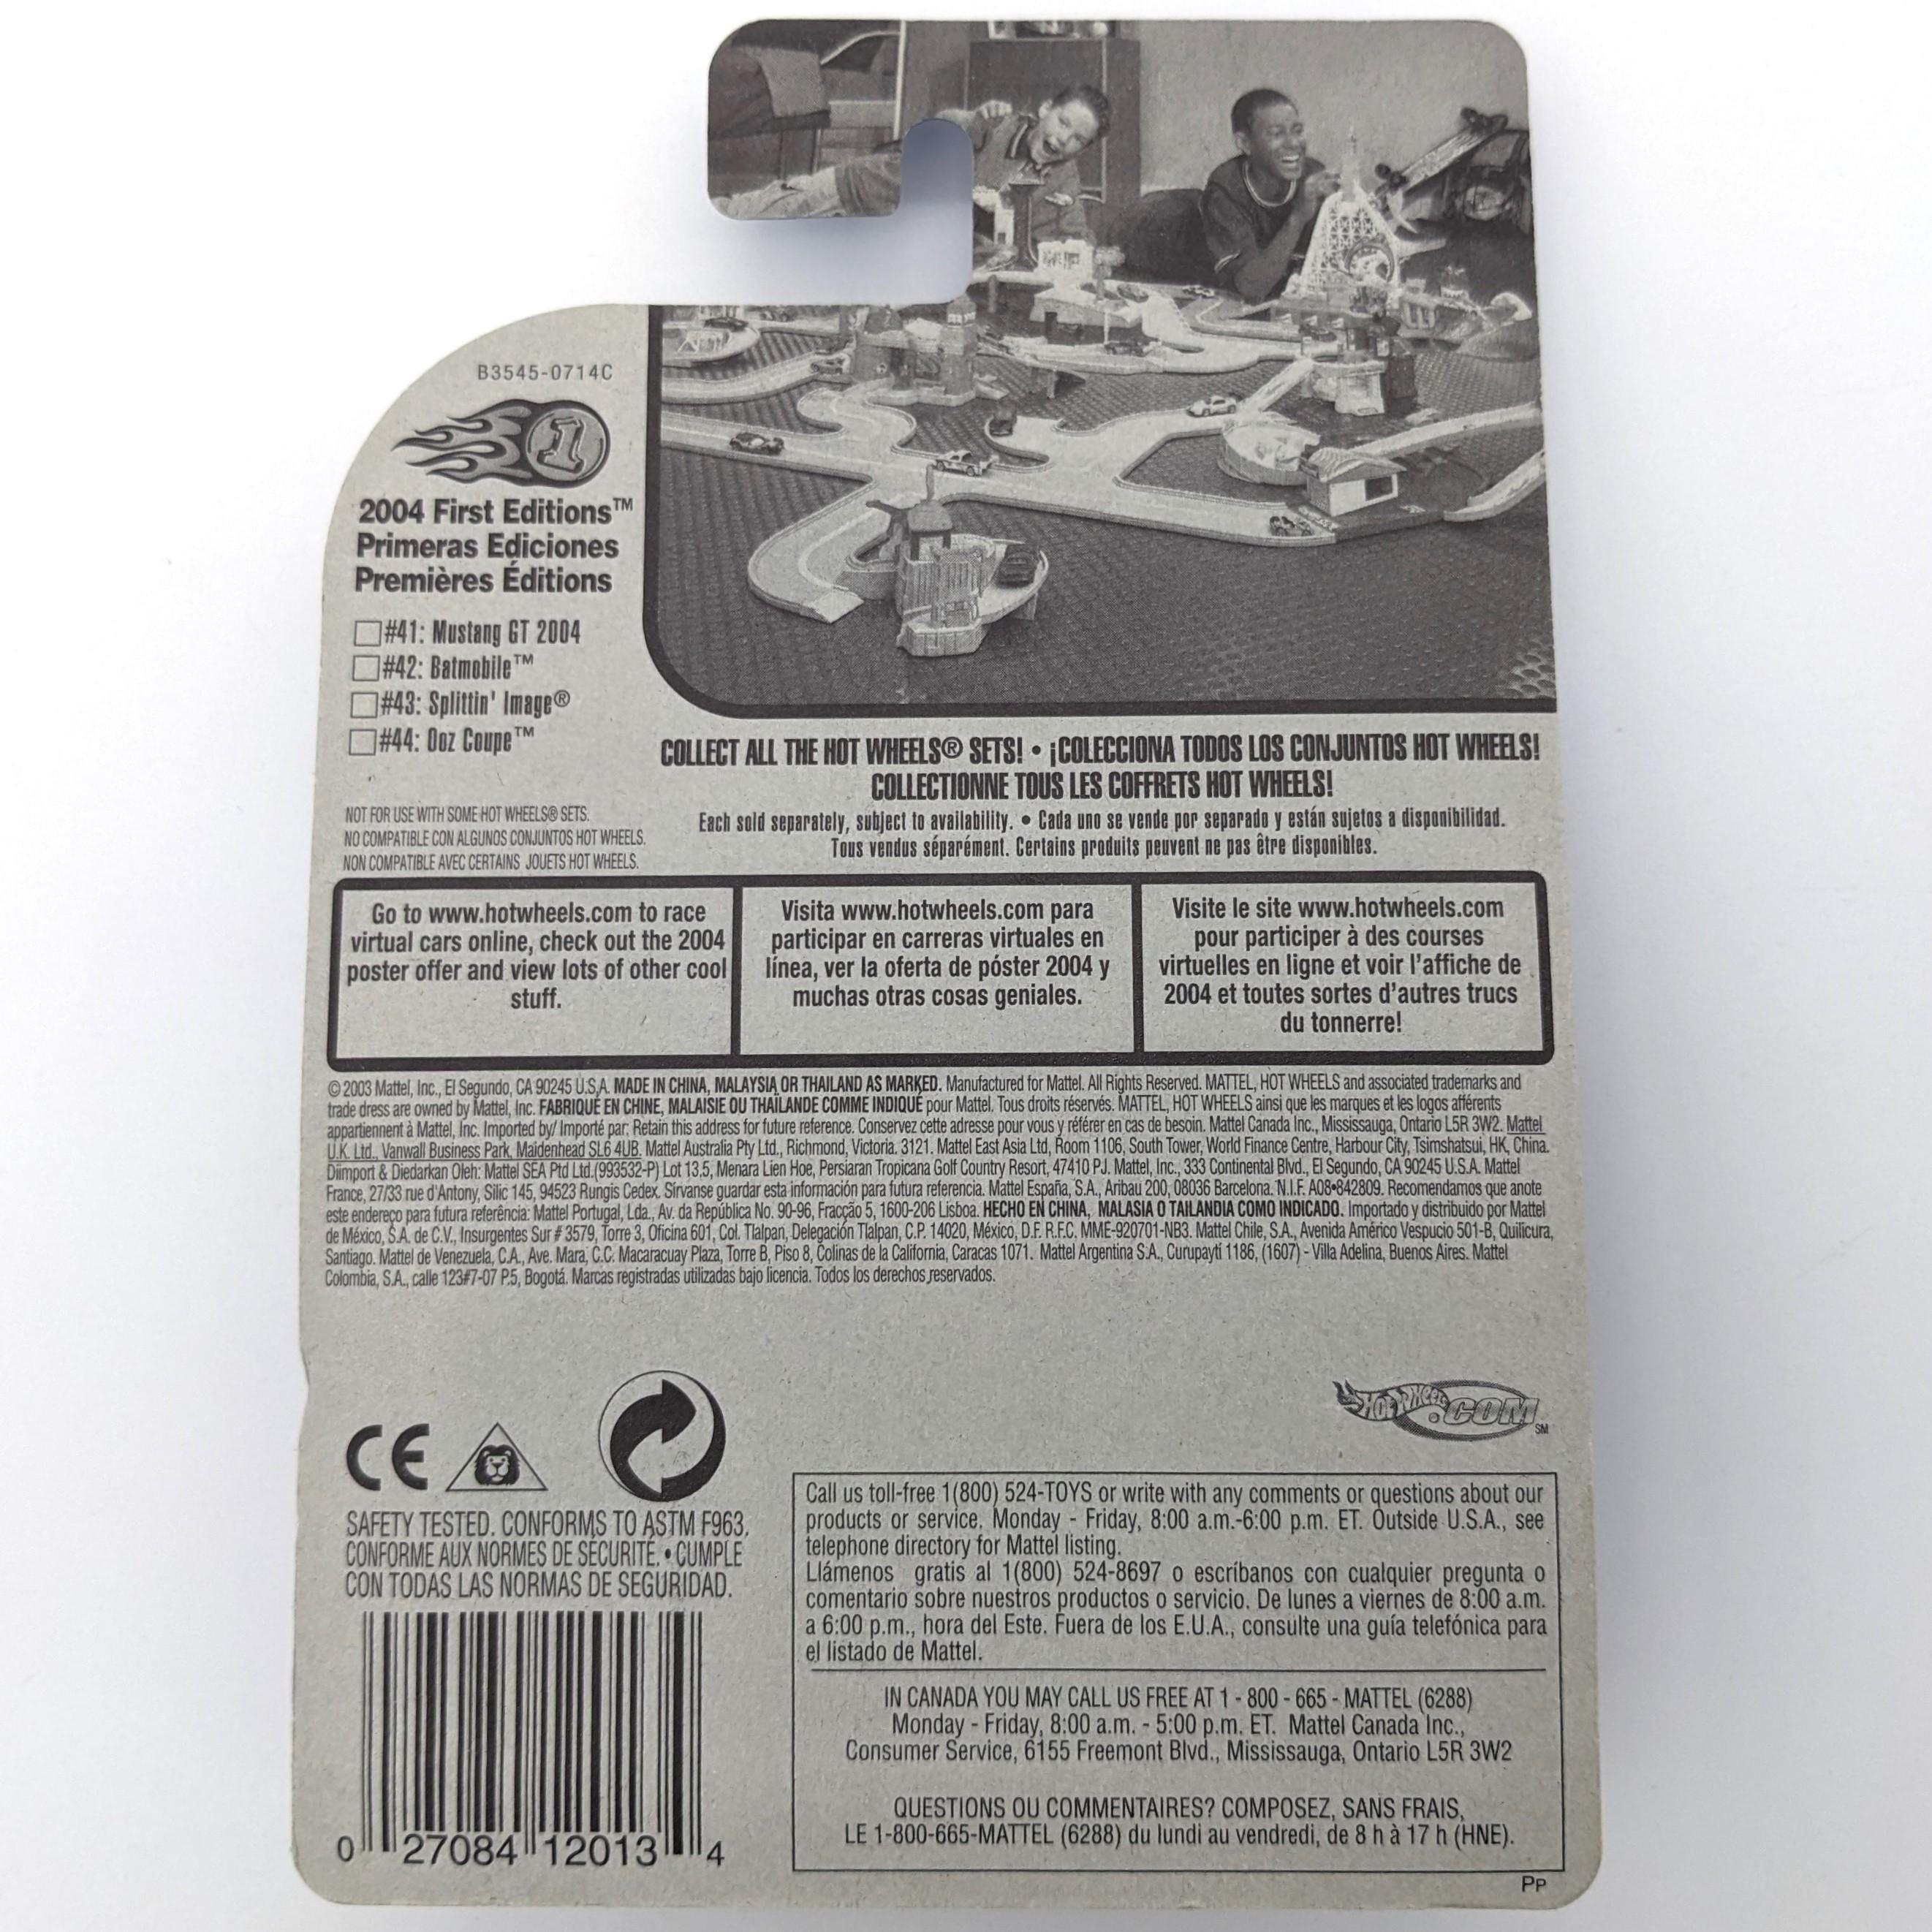 B3545-0714C
1
2004 First Editions™
Primeras Ediciones
Premières Éditions
#41: Mustang GT 2004
#42: Batmobile™
#43: Splittin' Image®
#44: Ooz Coupe™
COLLECT ALL THE HOT WHEELS® SETS! • ¡COLECCIONA TODOS LOS CONJUNTOS HOT WHEELS!
COLLECTIONNE TOUS LES COFFRETS HOT WHEELS!
NOT FOR USE WITH SOME HOT WHEELS® SETS.
NO COMPATIBLE CON ALGUNOS CONJUNTOS HOT WHEELS.
NON COMPATIBLE AVEC CERTAINS JOUETS HOT WHEELS.
Each sold separately, subject to availability. • Cada uno se vende por separado y están sujetos a disponibilidad.
Tous vendus séparément. Certains produits peuvent ne pas être disponibles.
Go to www.hotwheels.com to race
virtual cars online, check out the 2004
poster offer and view lots of other cool
stuff.
Visita www.hotwheels.com para
participar en carreras virtuales en
línea, ver la oferta de póster 2004 y
muchas otras cosas geniales.
Visite le site www.hotwheels.com
pour participer à des courses
virtuelles en ligne et voir l'affiche de
2004 et toutes sortes d'autres trucs
du tonnerre!
© 2003 Mattel, Inc., El Segundo, CA 90245 U.S.A. MADE IN CHINA, MALAYSIA OR THAILAND AS MARKED. Manufactured for Mattel. All Rights Reserved. MATTEL, HOT WHEELS and associated trademarks and
trade dress are owned by Mattel, Inc. FABRIQUÉ EN CHINE, MALAISIE OU THAÏLANDE COMME INDIQUÉ pour Mattel. Tous droits réservés. MATTEL, HOT WHEELS ainsi que les marques et les logos afférents
appartiennent à Mattel, Inc. Imported by/ Importé par: Retain this address for future reference. Conservez cette adresse pour vous y référer en cas de besoin. Mattel Canada Inc., Mississauga, Ontario L5R 3W2. Mattel
U.K. Ltd., Vanwall Business Park, Maidenhead SL6 4UB. Mattel Australia Pty Ltd., Richmond, Victoria. 3121. Mattel East Asia Ltd, Room 1106, South Tower, World Finance Centre, Harbour City, Tsimshatsui, HK, China.
Diimport & Diedarkan Oleh: Mattel SEA Ptd Ltd.(993532-P) Lot 13.5, Menara Lien Hoe, Persiaran Tropicana Golf Country Resort, 47410 PJ. Mattel, Inc., 333 Continental Blvd., El Segundo, CA 90245 U.S.A. Mattel
France, 27/33 rue d'Antony, Silic 145, 94523 Rungis Cedex. Sírvanse guardar esta información para futura referencia. Mattel España, S.A., Aribau 200, 08036 Barcelona. N.I.F. A08•842809. Recomendamos que anote
este endereço para futura referência: Mattel Portugal, Lda., Av. da República No. 90-96, Fracção 5, 1600-206 Lisboa. HECHO EN CHINA, MALASIA O TAILANDIA COMO INDICADO. Importado y distribuido por Mattel
de México, S.A. de C.V., Insurgentes Sur # 3579, Torre 3, Oficina 601, Col. Tlalpan, Delegación Tlalpan, C.P. 14020, México, D.F. R.F.C. MME-920701-NB3. Mattel Chile, S.A., Avenida Américo Vespucio 501-B, Quilicura,
Santiago. Mattel de Venezuela, C.A., Ave. Mara, C.C. Macaracuay Plaza, Torre B, Piso 8, Colinas de la California, Caracas 1071. Mattel Argentina S.A., Curupaytí 1186, (1607) - Villa Adelina, Buenos Aires. Mattel
Colombia, S.A., calle 123#7-07 P.5, Bogotá. Marcas registradas utilizadas bajo licencia. Todos los derechos reservados.
HOT WHEELS.COM SM
CE
SAFETY TESTED. CONFORMS TO ASTM F963.
CONFORME AUX NORMES DE SÉCURITÉ. • CUMPLE
CON TODAS LAS NORMAS DE SEGURIDAD.
0 27084 12013 4
Call us toll-free 1(800) 524-TOYS or write with any comments or questions about our
products or service, Monday - Friday, 8:00 a.m.-6:00 p.m. ET. Outside U.S.A., see
telephone directory for Mattel listing.
Llámenos gratis al 1(800) 524-8697 o escríbanos con cualquier pregunta o
comentario sobre nuestros productos o servicio. De lunes a viernes de 8:00 a.m.
a 6:00 p.m., hora del Este. Fuera de los E.U.A., consulte una guía telefónica para
el listado de Mattel.
IN CANADA YOU MAY CALL US FREE AT 1 - 800 - 665 - MATTEL (6288)
Monday - Friday, 8:00 a.m. - 5:00 p.m. ET. Mattel Canada Inc.,
Consumer Service, 6155 Freemont Blvd., Mississauga, Ontario L5R 3W2
QUESTIONS OU COMMENTAIRES? COMPOSEZ, SANS FRAIS,
LE 1-800-665-MATTEL (6288) du lundi au vendredi, de 8 h à 17 h (HNE).
PP